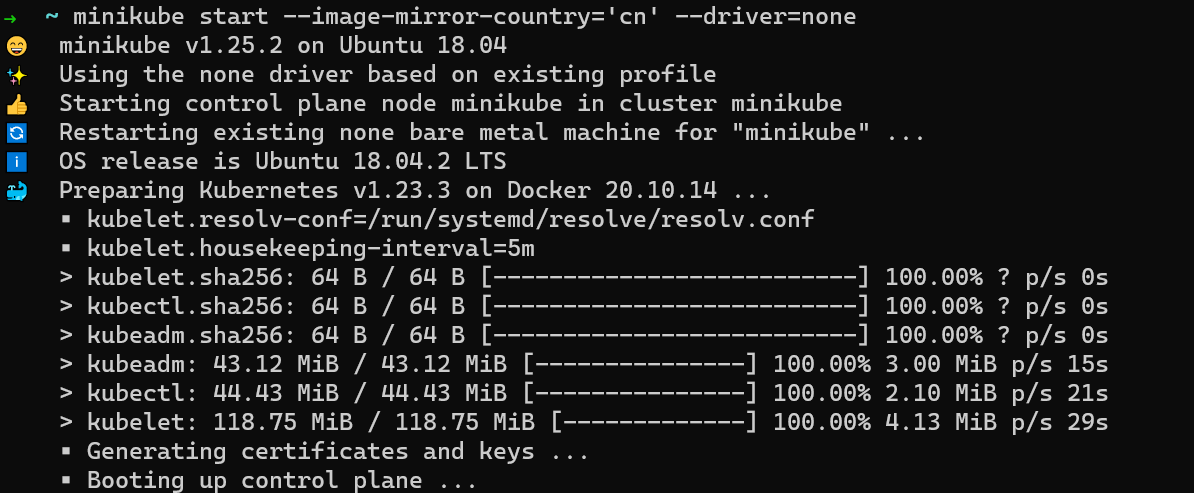 → ~ minikube start --image-mirror-country='cn' --driver=none
😄 minikube v1.25.2 on Ubuntu 18.04
✨ Using the none driver based on existing profile
👍 Starting control plane node minikube in cluster minikube
🔄 Restarting existing none bare metal machine for "minikube" ...
ℹ️ OS release is Ubuntu 18.04.2 LTS
🐳 Preparing Kubernetes v1.23.3 on Docker 20.10.14 ...
▪ kubelet.resolv-conf=/run/systemd/resolve/resolv.conf
▪ kubelet.housekeeping-interval=5m
> kubelet.sha256: 64 B / 64 B [--------------------------] 100.00% ? p/s 0s
> kubectl.sha256: 64 B / 64 B [--------------------------] 100.00% ? p/s 0s
> kubeadm.sha256: 64 B / 64 B [--------------------------] 100.00% ? p/s 0s
> kubeadm: 43.12 MiB / 43.12 MiB [---------------] 100.00% 3.00 MiB p/s 15s
> kubectl: 44.43 MiB / 44.43 MiB [---------------] 100.00% 2.10 MiB p/s 21s
> kubelet: 118.75 MiB / 118.75 MiB [-------------] 100.00% 4.13 MiB p/s 29s
▪ Generating certificates and keys ...
▪ Booting up control plane ...